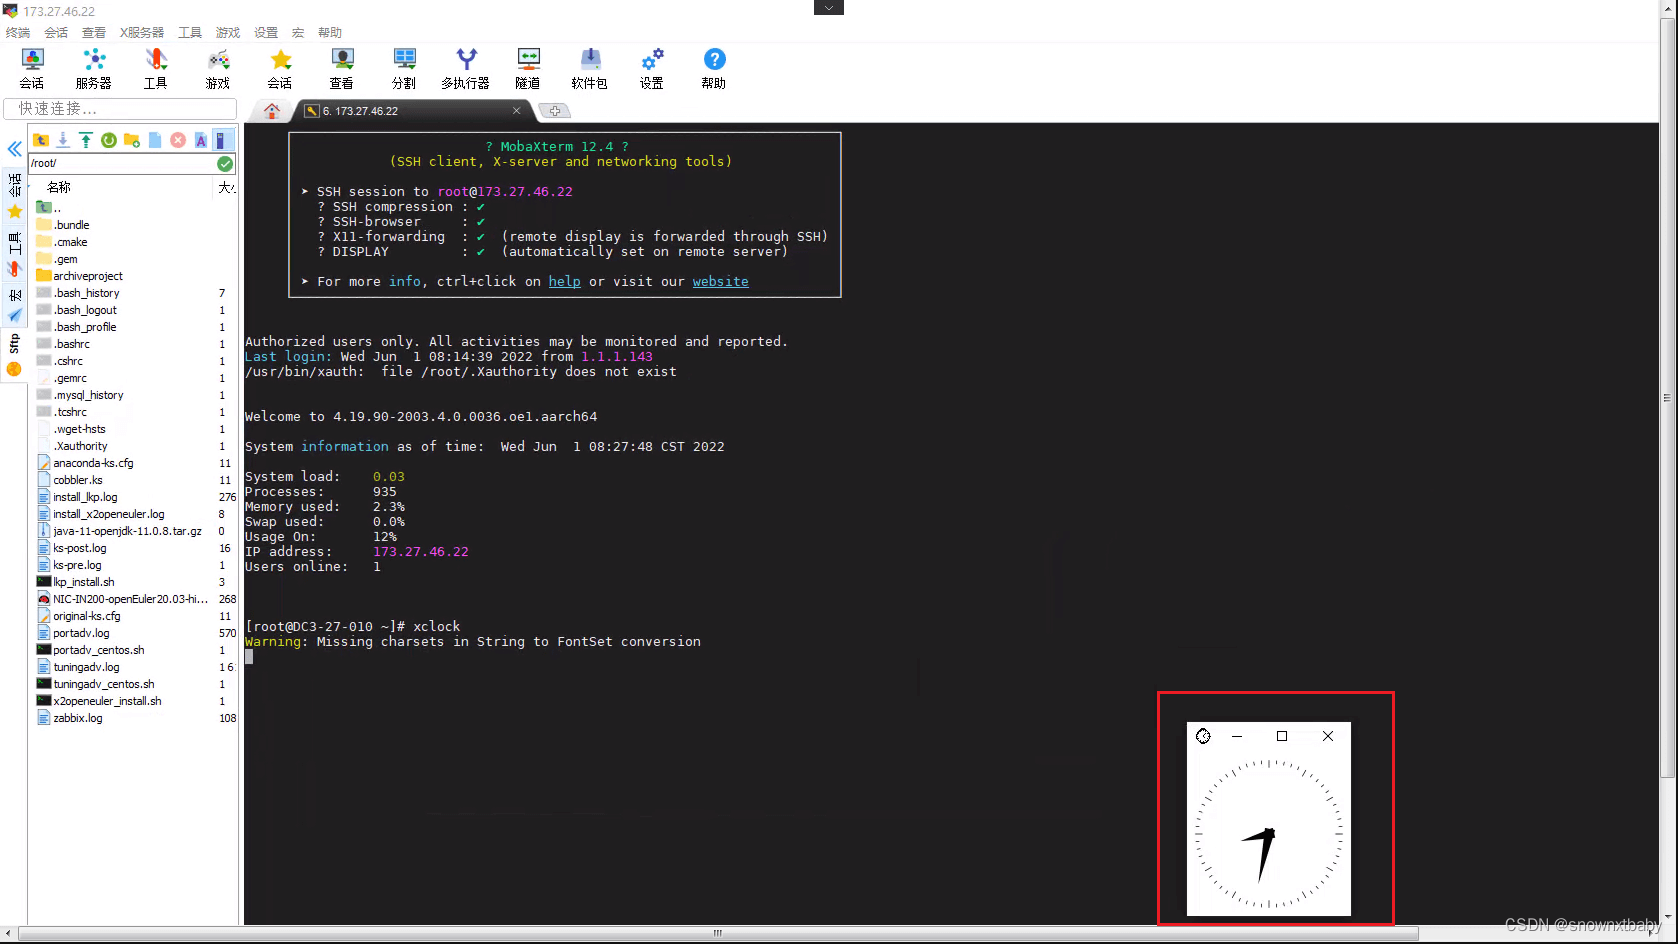 173.27.46.22
终端 会话 查看 X服务器 工具 游戏 设置 宏 帮助
会话 服务器 工具 游戏 会话 查看 分割 多执行器 隧道 软件包 设置 帮助
快速连接...
6. 173.27.46.22
/root/
名称 大小
会话
工具
宏
Sftp
..
.bundle
.cmake
.gem
archiveproject
.bash_history 7
.bash_logout 1
.bash_profile 1
.bashrc 1
.cshrc 1
.gemrc 1
.mysql_history 1
.tcshrc 1
.wget-hsts 1
.Xauthority 1
anaconda-ks.cfg 11
cobbler.ks 11
install_lkp.log 276
install_x2openeuler.log 8
java-11-openjdk-11.0.8.tar.gz 0
ks-post.log 16
ks-pre.log 1
lkp_install.sh 3
NIC-IN200-openEuler20.03-hi... 268
original-ks.cfg 11
portadv.log 570
portadv_centos.sh 1
tuningadv.log 1 6
tuningadv_centos.sh 1
x2openeuler_install.sh 1
zabbix.log 108
? MobaXterm 12.4 ?
(SSH client, X-server and networking tools)
➤ SSH session to root@173.27.46.22
? SSH compression : ✔
? SSH-browser : ✔
? X11-forwarding : ✔ (remote display is forwarded through SSH)
? DISPLAY : ✔ (automatically set on remote server)
➤ For more info, ctrl+click on help or visit our website
Authorized users only. All activities may be monitored and reported.
Last login: Wed Jun 1 08:14:39 2022 from 1.1.1.143
/usr/bin/xauth: file /root/.Xauthority does not exist
Welcome to 4.19.90-2003.4.0.0036.oe1.aarch64
System information as of time: Wed Jun 1 08:27:48 CST 2022
System load: 0.03
Processes: 935
Memory used: 2.3%
Swap used: 0.0%
Usage On: 12%
IP address: 173.27.46.22
Users online: 1
[root@DC3-27-010 ~]# xclock
Warning: Missing charsets in String to FontSet conversion
CSDN @snownxtbaby